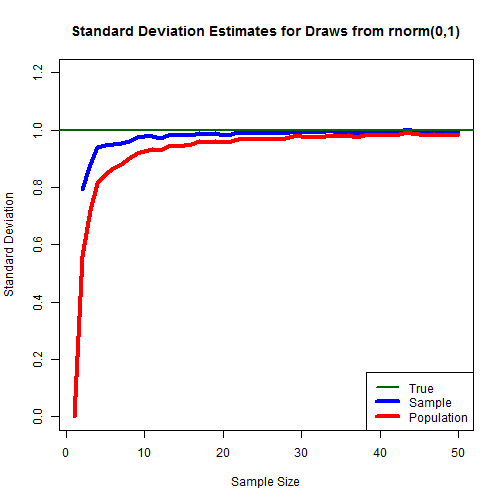 Standard Deviation Estimates for Draws from rnorm(0,1)
Standard Deviation
1.2
1.0
0.8
0.6
0.4
0.2
0.0
True
Sample
Population
0 10 20 30 40 50
Sample Size